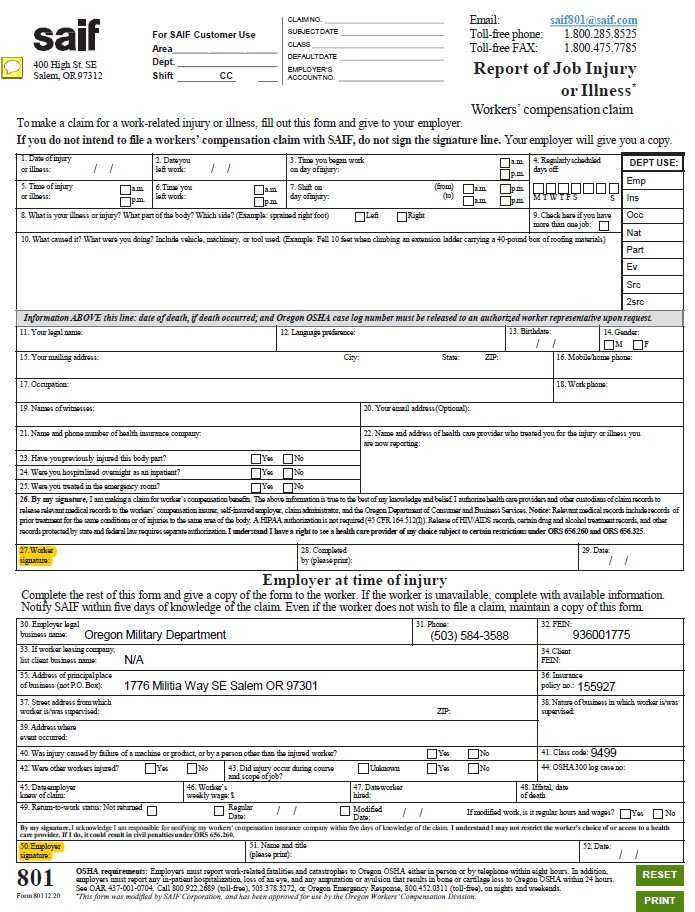 saif
400 High St. SE
Salem, OR 97312
For SAIF Customer Use
Area
Dept.
Shift CC
CLAIM NO.
SUBJECT DATE
CLASS
DEFAULT DATE
EMPLOYER'S
ACCOUNT NO.
Email: saif801@saif.com
Toll-free phone: 1.800.285.8525
Toll-free FAX: 1.800.475.7785
Report of Job Injury
or Illness*
Workers' compensation claim
To make a claim for a work-related injury or illness, fill out this form and give to your employer.
If you do not intend to file a workers' compensation claim with SAIF, do not sign the signature line. Your employer will give you a copy.
1. Date of injury
or illness: / /
2. Date you
left work: / /
3. Time you began work
on day of injury:
a.m.
p.m.
4. Regularly scheduled
days off:
M T W T F S S
DEPT USE:
Emp
Ins
Occ
Nat
Part
Ev
Src
2src
5. Time of injury
or illness:
a.m.
p.m.
6. Time you
left work:
a.m.
p.m.
7. Shift on
day of injury:
(from) a.m. p.m.
(to) a.m. p.m.
8. What is your illness or injury? What part of the body? Which side? (Example: sprained right foot) Left Right
9. Check here if you have
more than one job:
10. What caused it? What were you doing? Include vehicle, machinery, or tool used. (Example: Fell 10 feet when climbing an extension ladder carrying a 40-pound box of roofing materials)
Information ABOVE this line: date of death, if death occurred; and Oregon OSHA case log number must be released to an authorized worker representative upon request.
11. Your legal name:
12. Language preference:
13. Birthdate:
/ /
14. Gender:
M F
15. Your mailing address: City: State: ZIP:
16. Mobile/home phone:
17. Occupation:
18. Work phone:
19. Names of witnesses:
20. Your email address (Optional):
21. Name and phone number of health insurance company:
22. Name and address of health care provider who treated you for the injury or illness you
are now reporting:
23. Have you previously injured this body part? Yes No
24. Were you hospitalized overnight as an inpatient? Yes No
25. Were you treated in the emergency room? Yes No
26. By my signature, I am making a claim for worker's compensation benefits. The above information is true to the best of my knowledge and belief. I authorize health care providers and other custodians of claim records to
release relevant medical records to the workers' compensation insurer, self-insured employer, claim administrator, and the Oregon Department of Consumer and Business Services. Notice: Relevant medical records include records of
prior treatment for the same conditions or of injuries to the same area of the body. A HIPAA authorization is not required (45 CFR 164.512(l)). Release of HIV/AIDS records, certain drug and alcohol treatment records, and other
records protected by state and federal law requires separate authorization. I understand I have a right to see a health care provider of my choice subject to certain restrictions under ORS 656.260 and ORS 656.325.
27. Worker
signature:
28. Completed
by (please print):
29. Date:
/ /
Employer at time of injury
Complete the rest of this form and give a copy of the form to the worker. If the worker is unavailable, complete with available information.
Notify SAIF within five days of knowledge of the claim. Even if the worker does not wish to file a claim, maintain a copy of this form.
30. Employer legal
business name: Oregon Military Department
31. Phone:
(503) 584-3588
32. FEIN:
936001775
33. If worker leasing company,
list client business name: N/A
34. Client
FEIN:
35. Address of principal place
of business (not P.O. Box): 1776 Militia Way SE Salem OR 97301
36. Insurance
policy no.: 155927
37. Street address from which
worker is/was supervised: ZIP:
38. Nature of business in which worker is/was
supervised:
39. Address where
event occurred:
40. Was injury caused by failure of a machine or product, or by a person other than the injured worker? Yes No
41. Class code: 9499
42. Were other workers injured? Yes No
43. Did injury occur during course
and scope of job?
Unknown Yes No
44. OSHA 300 log case no:
45. Date employer
knew of claim:
46. Worker's
weekly wage: $
47. Date worker
hired:
48. If fatal, date
of death
49. Return-to-work status: Not returned
Regular
Date: / /
Modified
Date: / /
If modified work, is it regular hours and wages? Yes No
By my signature, I acknowledge I am responsible for notifying my workers' compensation insurance company within five days of knowledge of the claim. I understand I may not restrict the worker's choice of or access to a health
care provider. If I do, it could result in civil penalties under ORS 656.260.
50. Employer
signature:
51. Name and title
(please print):
52. Date:
/ /
801
Form 801 12.20
OSHA requirements: Employers must report work-related fatalities and catastrophes to Oregon OSHA either in person or by telephone within eight hours. In addition,
employers must report any in-patient hospitalization, loss of an eye, and any amputation or avulsion that results in bone or cartilage loss to Oregon OSHA within 24 hours.
See OAR 437-001-0704. Call 800.922.2689 (toll-free), 503.378.3272, or Oregon Emergency Response, 800.452.0311 (toll-free), on nights and weekends.
*This form was modified by SAIF Corporation, and has been approved for use by the Oregon Workers' Compensation Division.
RESET
PRINT